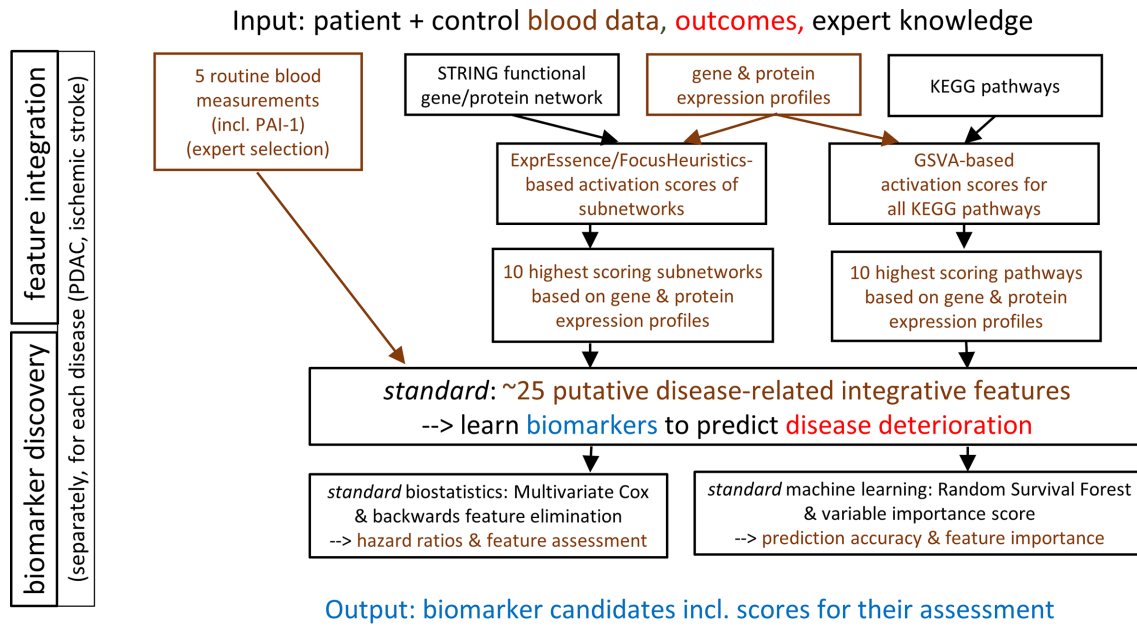 Input: patient + control blood data, outcomes, expert knowledge
feature integration
biomarker discovery
(separately, for each disease (PDAC, ischemic stroke)
5 routine blood
measurements
(incl. PAI-1)
(expert selection)
STRING functional
gene/protein network
gene & protein
expression profiles
KEGG pathways
ExprEssence/FocusHeuristics-
based activation scores of
subnetworks
GSVA-based
activation scores for
all KEGG pathways
10 highest scoring subnetworks
based on gene & protein
expression profiles
10 highest scoring pathways
based on gene & protein
expression profiles
standard: ~25 putative disease-related integrative features
--> learn biomarkers to predict disease deterioration
standard biostatistics: Multivariate Cox
& backwards feature elimination
--> hazard ratios & feature assessment
standard machine learning: Random Survival Forest
& variable importance score
--> prediction accuracy & feature importance
Output: biomarker candidates incl. scores for their assessment